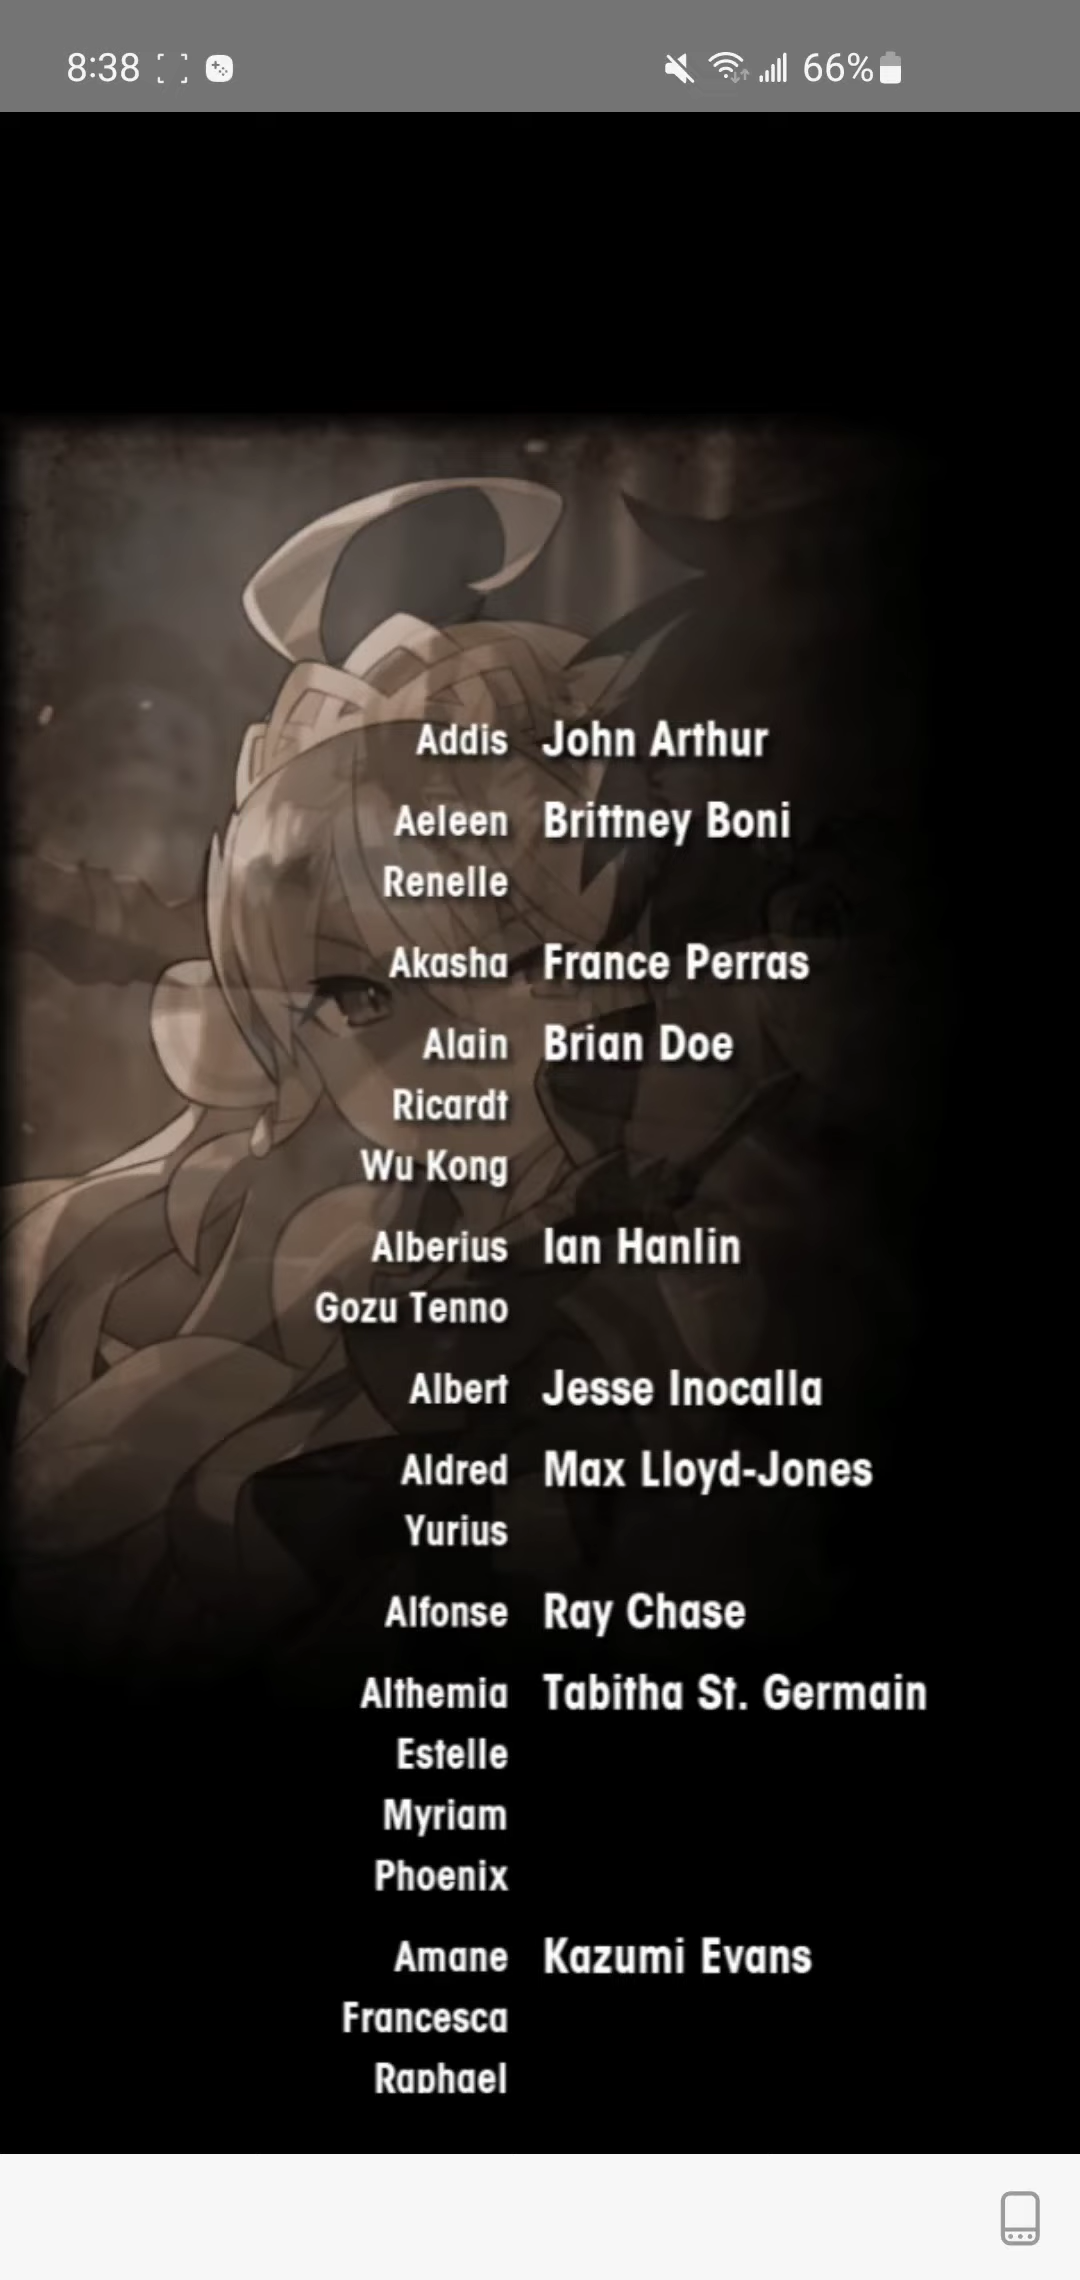 8:38 66%
Addis John Arthur
Aeleen Brittney Boni
Renelle
Akasha France Perras
Alain Brian Doe
Ricardt
Wu Kong
Alberius Ian Hanlin
Gozu Tenno
Albert Jesse Inocalla
Aldred Max Lloyd-Jones
Yurius
Alfonse Ray Chase
Althemia Tabitha St. Germain
Estelle
Myriam
Phoenix
Amane Kazumi Evans
Francesca
Raphael